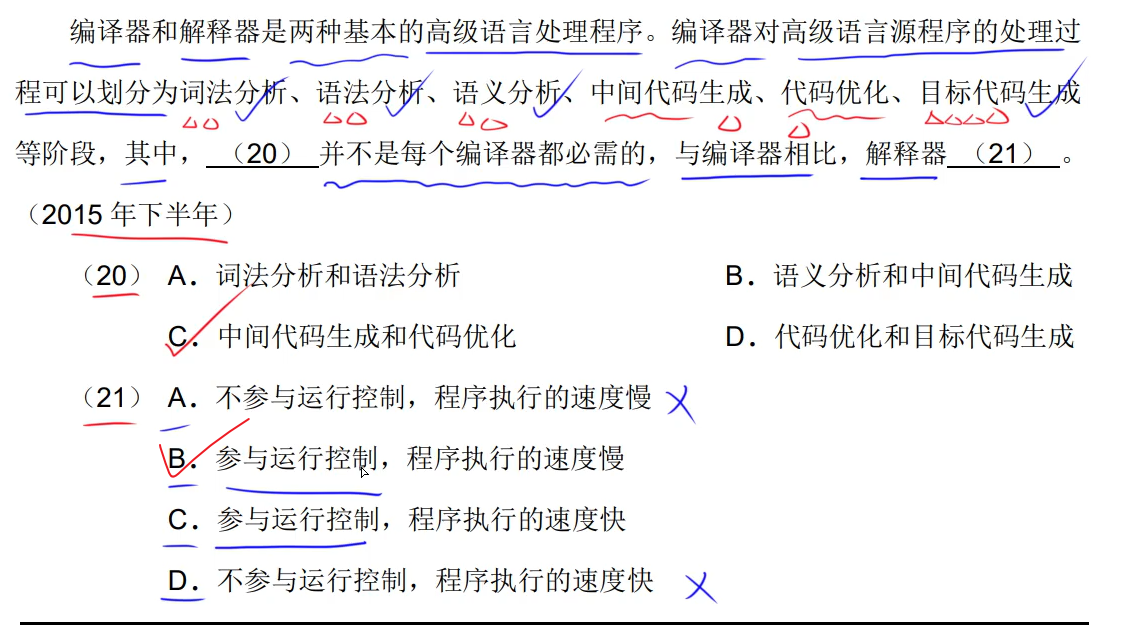 编译器和解释器是两种基本的高级语言处理程序。编译器对高级语言源程序的处理过
程可以划分为词法分析、语法分析、语义分析、中间代码生成、代码优化、目标代码生成
等阶段，其中，（20）并不是每个编译器都必需的，与编译器相比，解释器（21）。
（2015 年下半年）
（20）A．词法分析和语法分析 B．语义分析和中间代码生成
C．中间代码生成和代码优化 D．代码优化和目标代码生成
（21）A．不参与运行控制，程序执行的速度慢
B．参与运行控制，程序执行的速度慢
C．参与运行控制，程序执行的速度快
D．不参与运行控制，程序执行的速度快